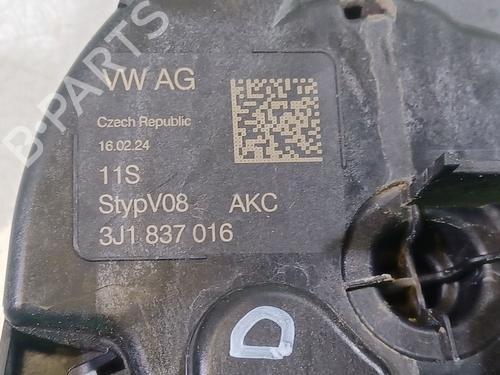 B-PARTS
VW AG
Czech Republic
16.02.24
11S
StypV08 AKC
3J1 837 016
D